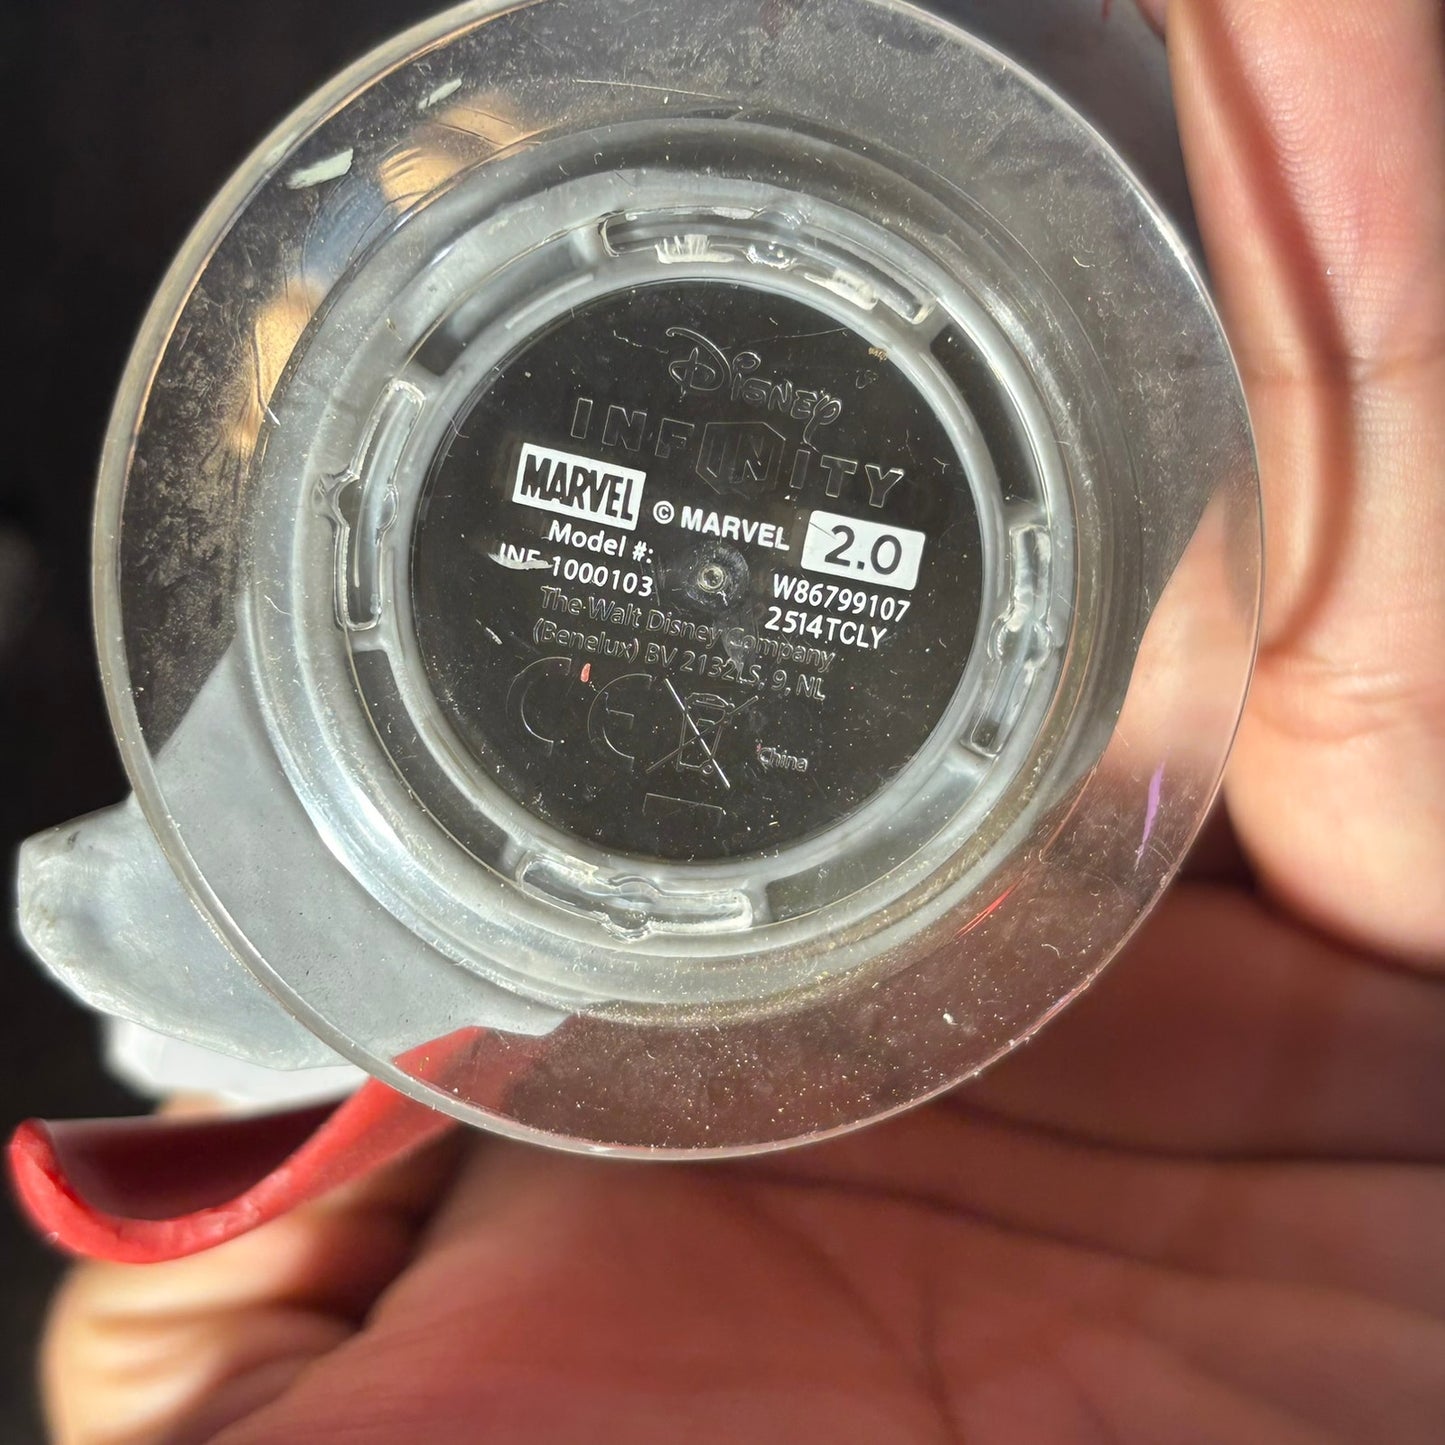 Disney
INFINITY
MARVEL © MARVEL 2.0
Model #:
INF-1000103
W86799107
2514TCLY
The Walt Disney Company
(Benelux) BV 2132LS, 9, NL
CE
China